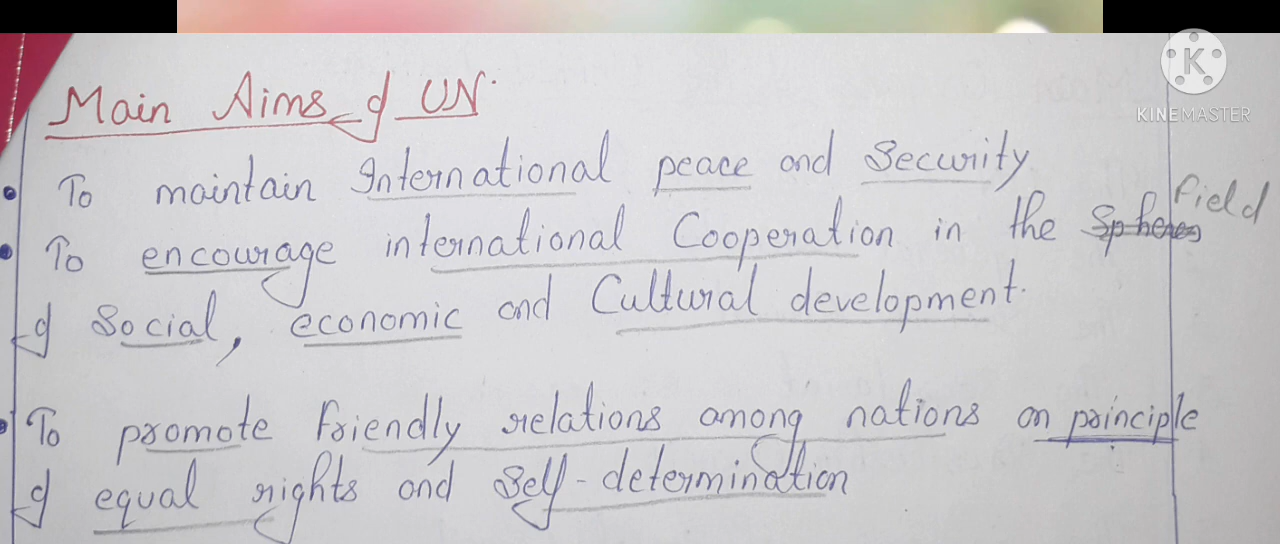 Main Aims of UN.
• To maintain International peace and Security
• To encourage international Cooperation in the ~~Spheres~~ field
of Social, economic and Cultural development.
• To promote friendly relations among nations on principle
of equal rights and Self-determination
K
KINEMASTER